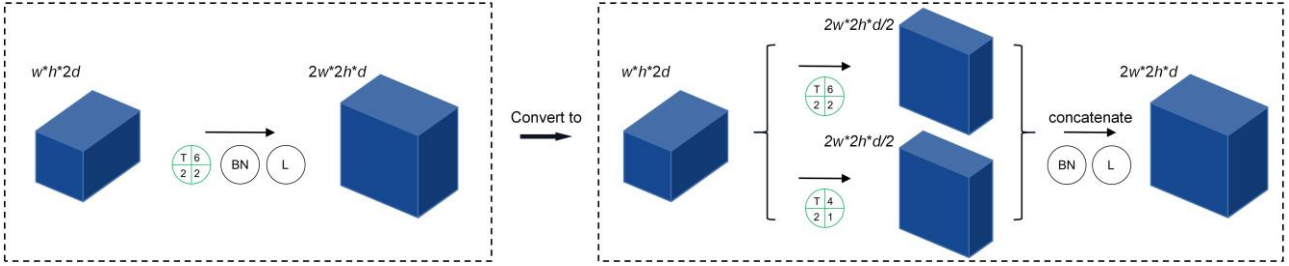 w*h*2d
2w*2h*d
T 6
2 2
BN
L
Convert to
w*h*2d
2w*2h*d/2
T 6
2 2
2w*2h*d/2
T 4
2 1
concatenate
BN
L
2w*2h*d